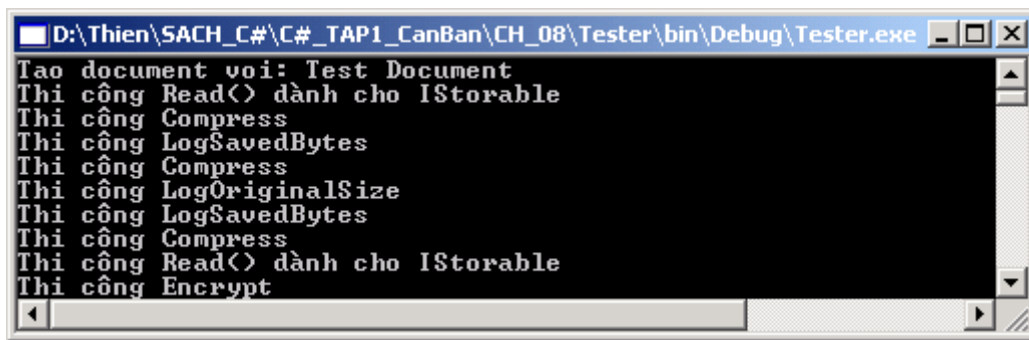 D:\Thien\SACH_C#\C#_TAP1_CanBan\CH_08\Tester\bin\Debug\Tester.exe
Tao document voi: Test Document
Thi công Read() dành cho IStorable
Thi công Compress
Thi công LogSavedBytes
Thi công Compress
Thi công LogOriginalSize
Thi công LogSavedBytes
Thi công Compress
Thi công Read() dành cho IStorable
Thi công Encrypt